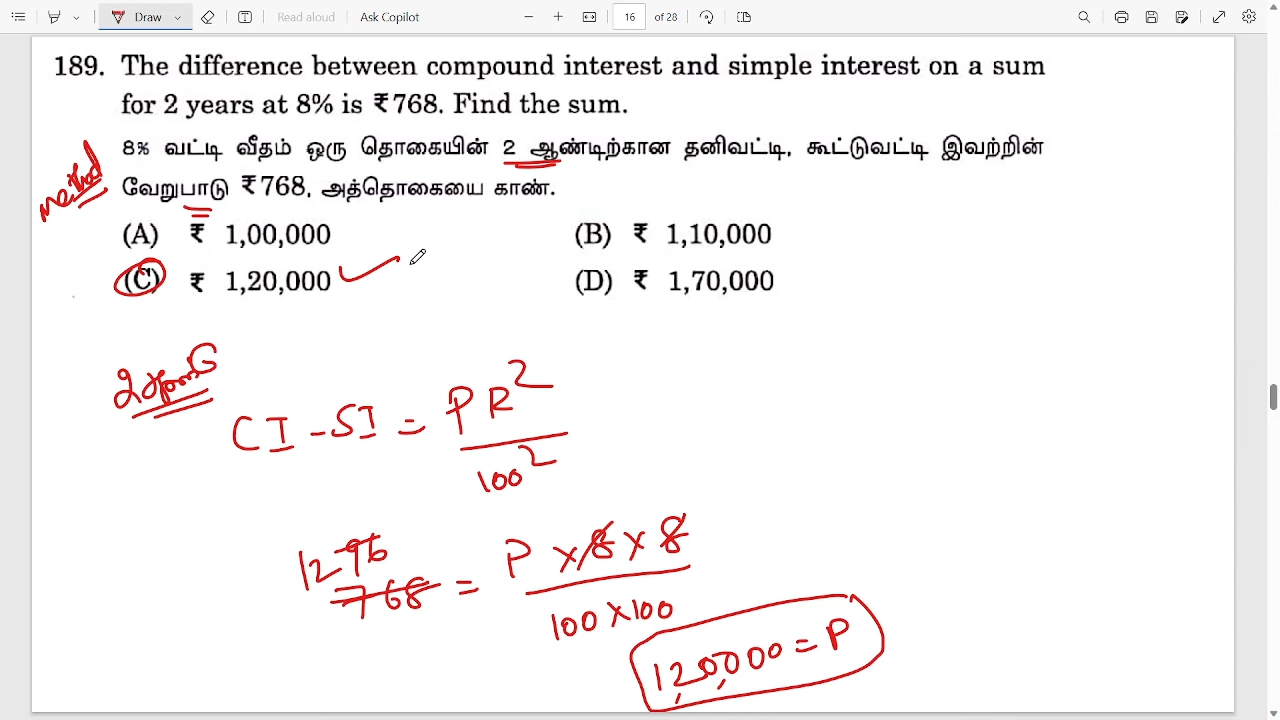 Draw
Read aloud
Ask Copilot
16 of 28
189. The difference between compound interest and simple interest on a sum
for 2 years at 8% is ₹768. Find the sum.
8% வட்டி வீதம் ஒரு தொகையின் 2 ஆண்டிற்கான தனிவட்டி, கூட்டுவட்டி இவற்றின்
Method
வேறுபாடு ₹768, அத்தொகையை காண்.
(A) ₹ 1,00,000
(B) ₹ 1,10,000
(C) ₹ 1,20,000
(D) ₹ 1,70,000
CI - SI = PR²
100²
12 96
768 = P × 8 × 8
100 × 100
1,20,000 = P